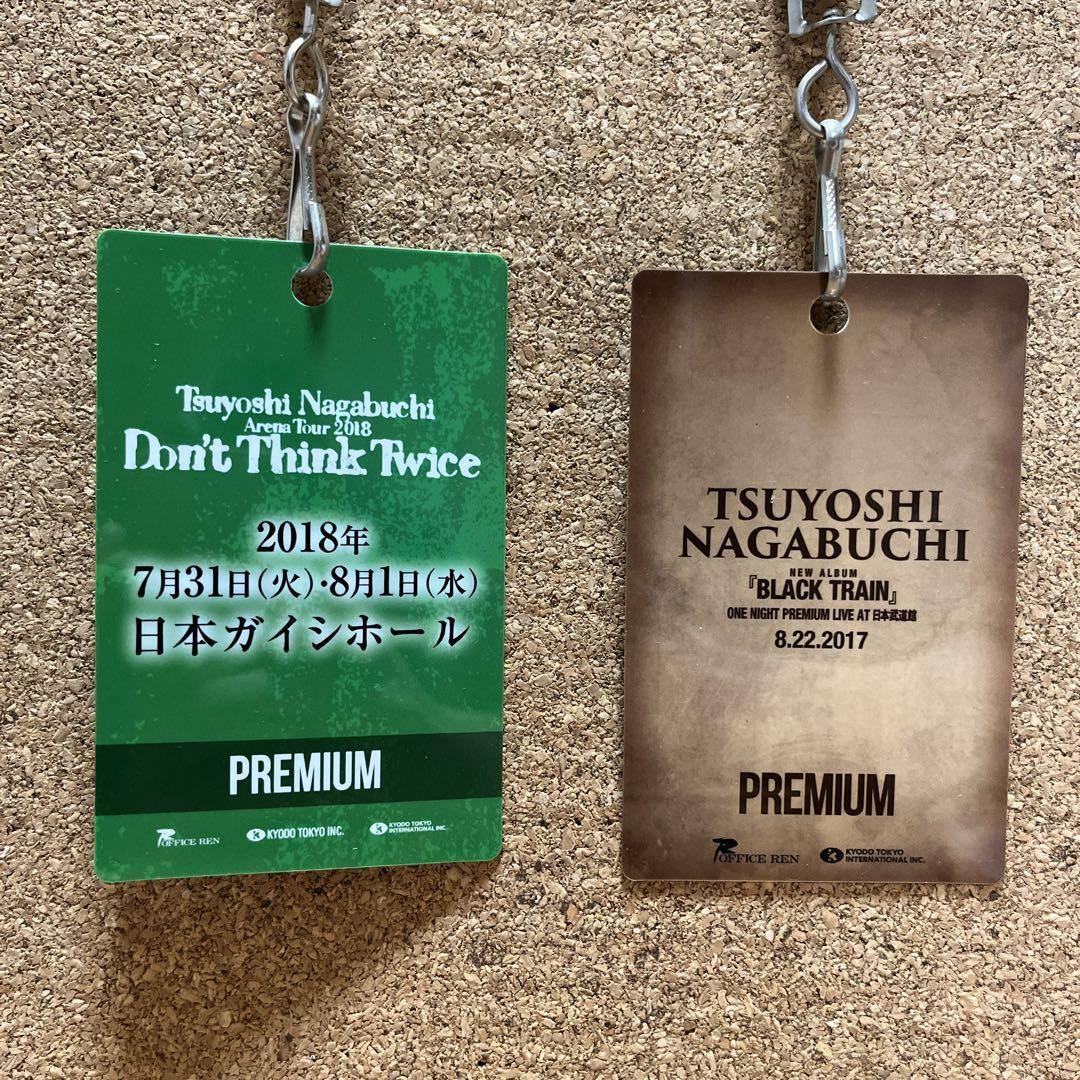 Tsuyoshi Nagabuchi
Arena Tour 2018
Don't Think Twice
2018年
7月31日(火)・8月1日(水)
日本ガイシホール
PREMIUM
OFFICE REN
KYODO TOKYO INC.
KYODO TOKYO
INTERNATIONAL INC.
TSUYOSHI
NAGABUCHI
NEW ALBUM
『BLACK TRAIN』
ONE NIGHT PREMIUM LIVE AT 日本武道館
8.22.2017
PREMIUM
OFFICE REN
KYODO TOKYO
INTERNATIONAL INC.